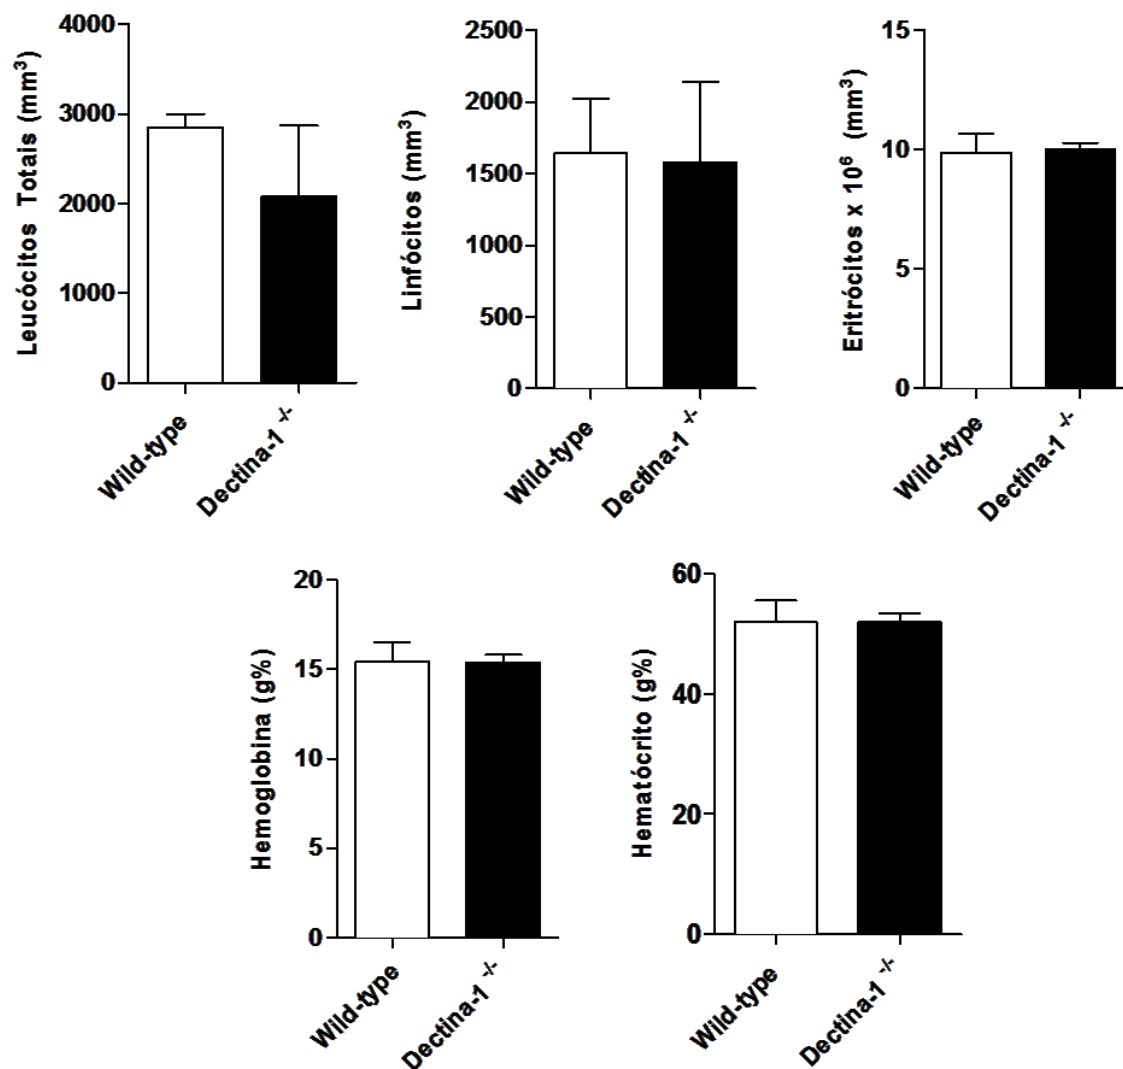 Leucócitos Totais (mm³)
4000
3000
2000
1000
0
Wild-type
Dectina-1 -/-
Linfócitos (mm³)
2500
2000
1500
1000
500
0
Wild-type
Dectina-1 -/-
Eritrócitos x 10⁶ (mm³)
15
10
5
0
Wild-type
Dectina-1 -/-
Hemoglobina (g%)
20
15
10
5
0
Wild-type
Dectina-1 -/-
Hematócrito (g%)
60
40
20
0
Wild-type
Dectina-1 -/-